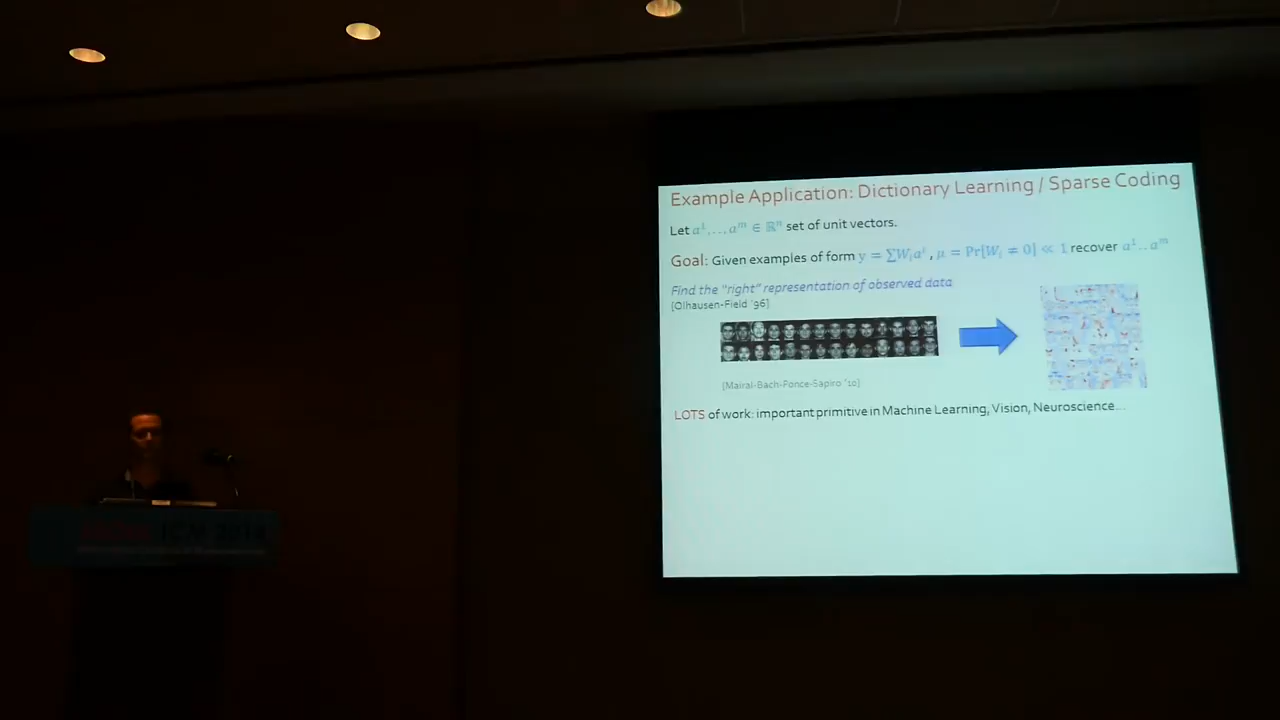 Example Application: Dictionary Learning / Sparse Coding
Let a¹,…aᵐ ∈ ℝⁿ set of unit vectors.
Goal: Given examples of form y = ∑Wᵢaⁱ , μ = Pr[Wᵢ ≠ 0] ≪ 1 recover a¹..aᵐ
Find the "right" representation of observed data
[Olhausen-Field '96]
[Mairal-Bach-Ponce-Sapiro '10]
LOTS of work: important primitive in Machine Learning, Vision, Neuroscience...
ICM 2014